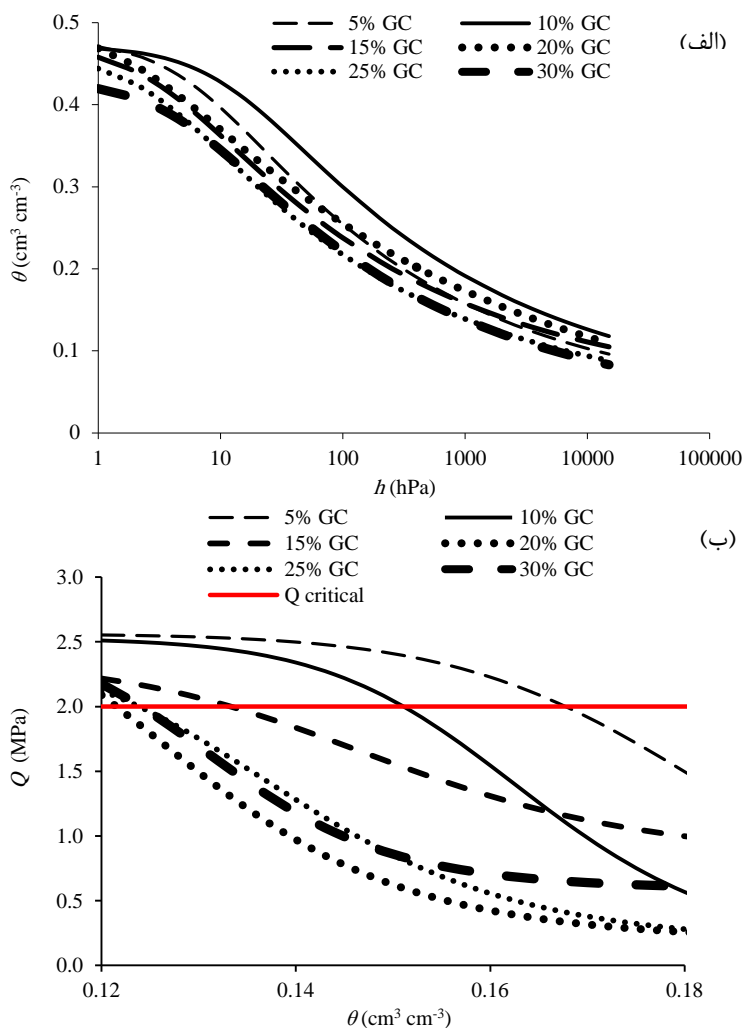 5% GC 10% GC
15% GC 20% GC
25% GC 30% GC
(الف)
0.5
0.4
0.3
0.2
0.1
0
θ (cm³ cm⁻³)
1 10 100 1000 10000 100000
h (hPa)
5% GC 10% GC
15% GC 20% GC
25% GC 30% GC
Q critical
(ب)
3.0
2.5
2.0
1.5
1.0
0.5
0.0
Q (MPa)
0.12 0.14 0.16 0.18
θ (cm³ cm⁻³)